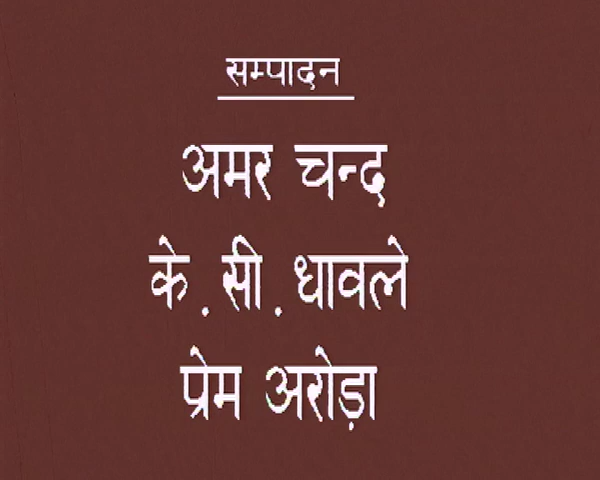 सम्पादन
अमर चन्द
के . सी . धावले
प्रेम अरोड़ा